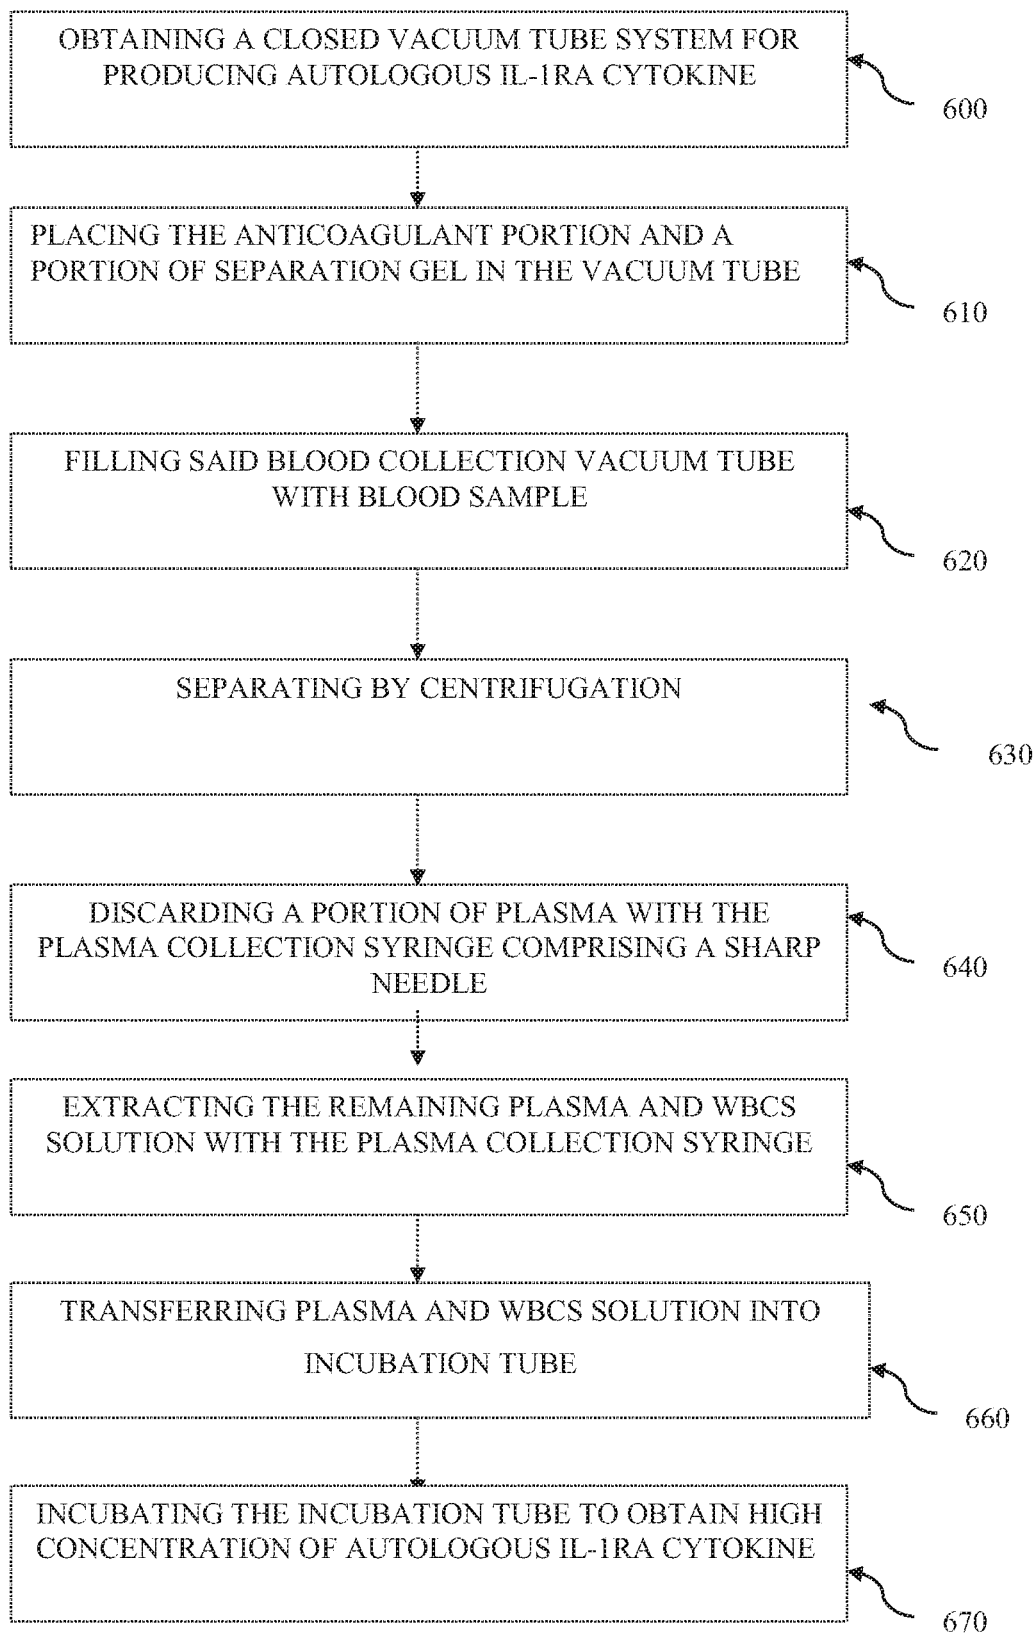 OBTAINING A CLOSED VACUUM TUBE SYSTEM FOR
PRODUCING AUTOLOGOUS IL-1RA CYTOKINE
600
PLACING THE ANTICOAGULANT PORTION AND A
PORTION OF SEPARATION GEL IN THE VACUUM TUBE
610
FILLING SAID BLOOD COLLECTION VACUUM TUBE
WITH BLOOD SAMPLE
620
SEPARATING BY CENTRIFUGATION
630
DISCARDING A PORTION OF PLASMA WITH THE
PLASMA COLLECTION SYRINGE COMPRISING A SHARP
NEEDLE
640
EXTRACTING THE REMAINING PLASMA AND WBCS
SOLUTION WITH THE PLASMA COLLECTION SYRINGE
650
TRANSFERRING PLASMA AND WBCS SOLUTION INTO
INCUBATION TUBE
660
INCUBATING THE INCUBATION TUBE TO OBTAIN HIGH
CONCENTRATION OF AUTOLOGOUS IL-1RA CYTOKINE
670